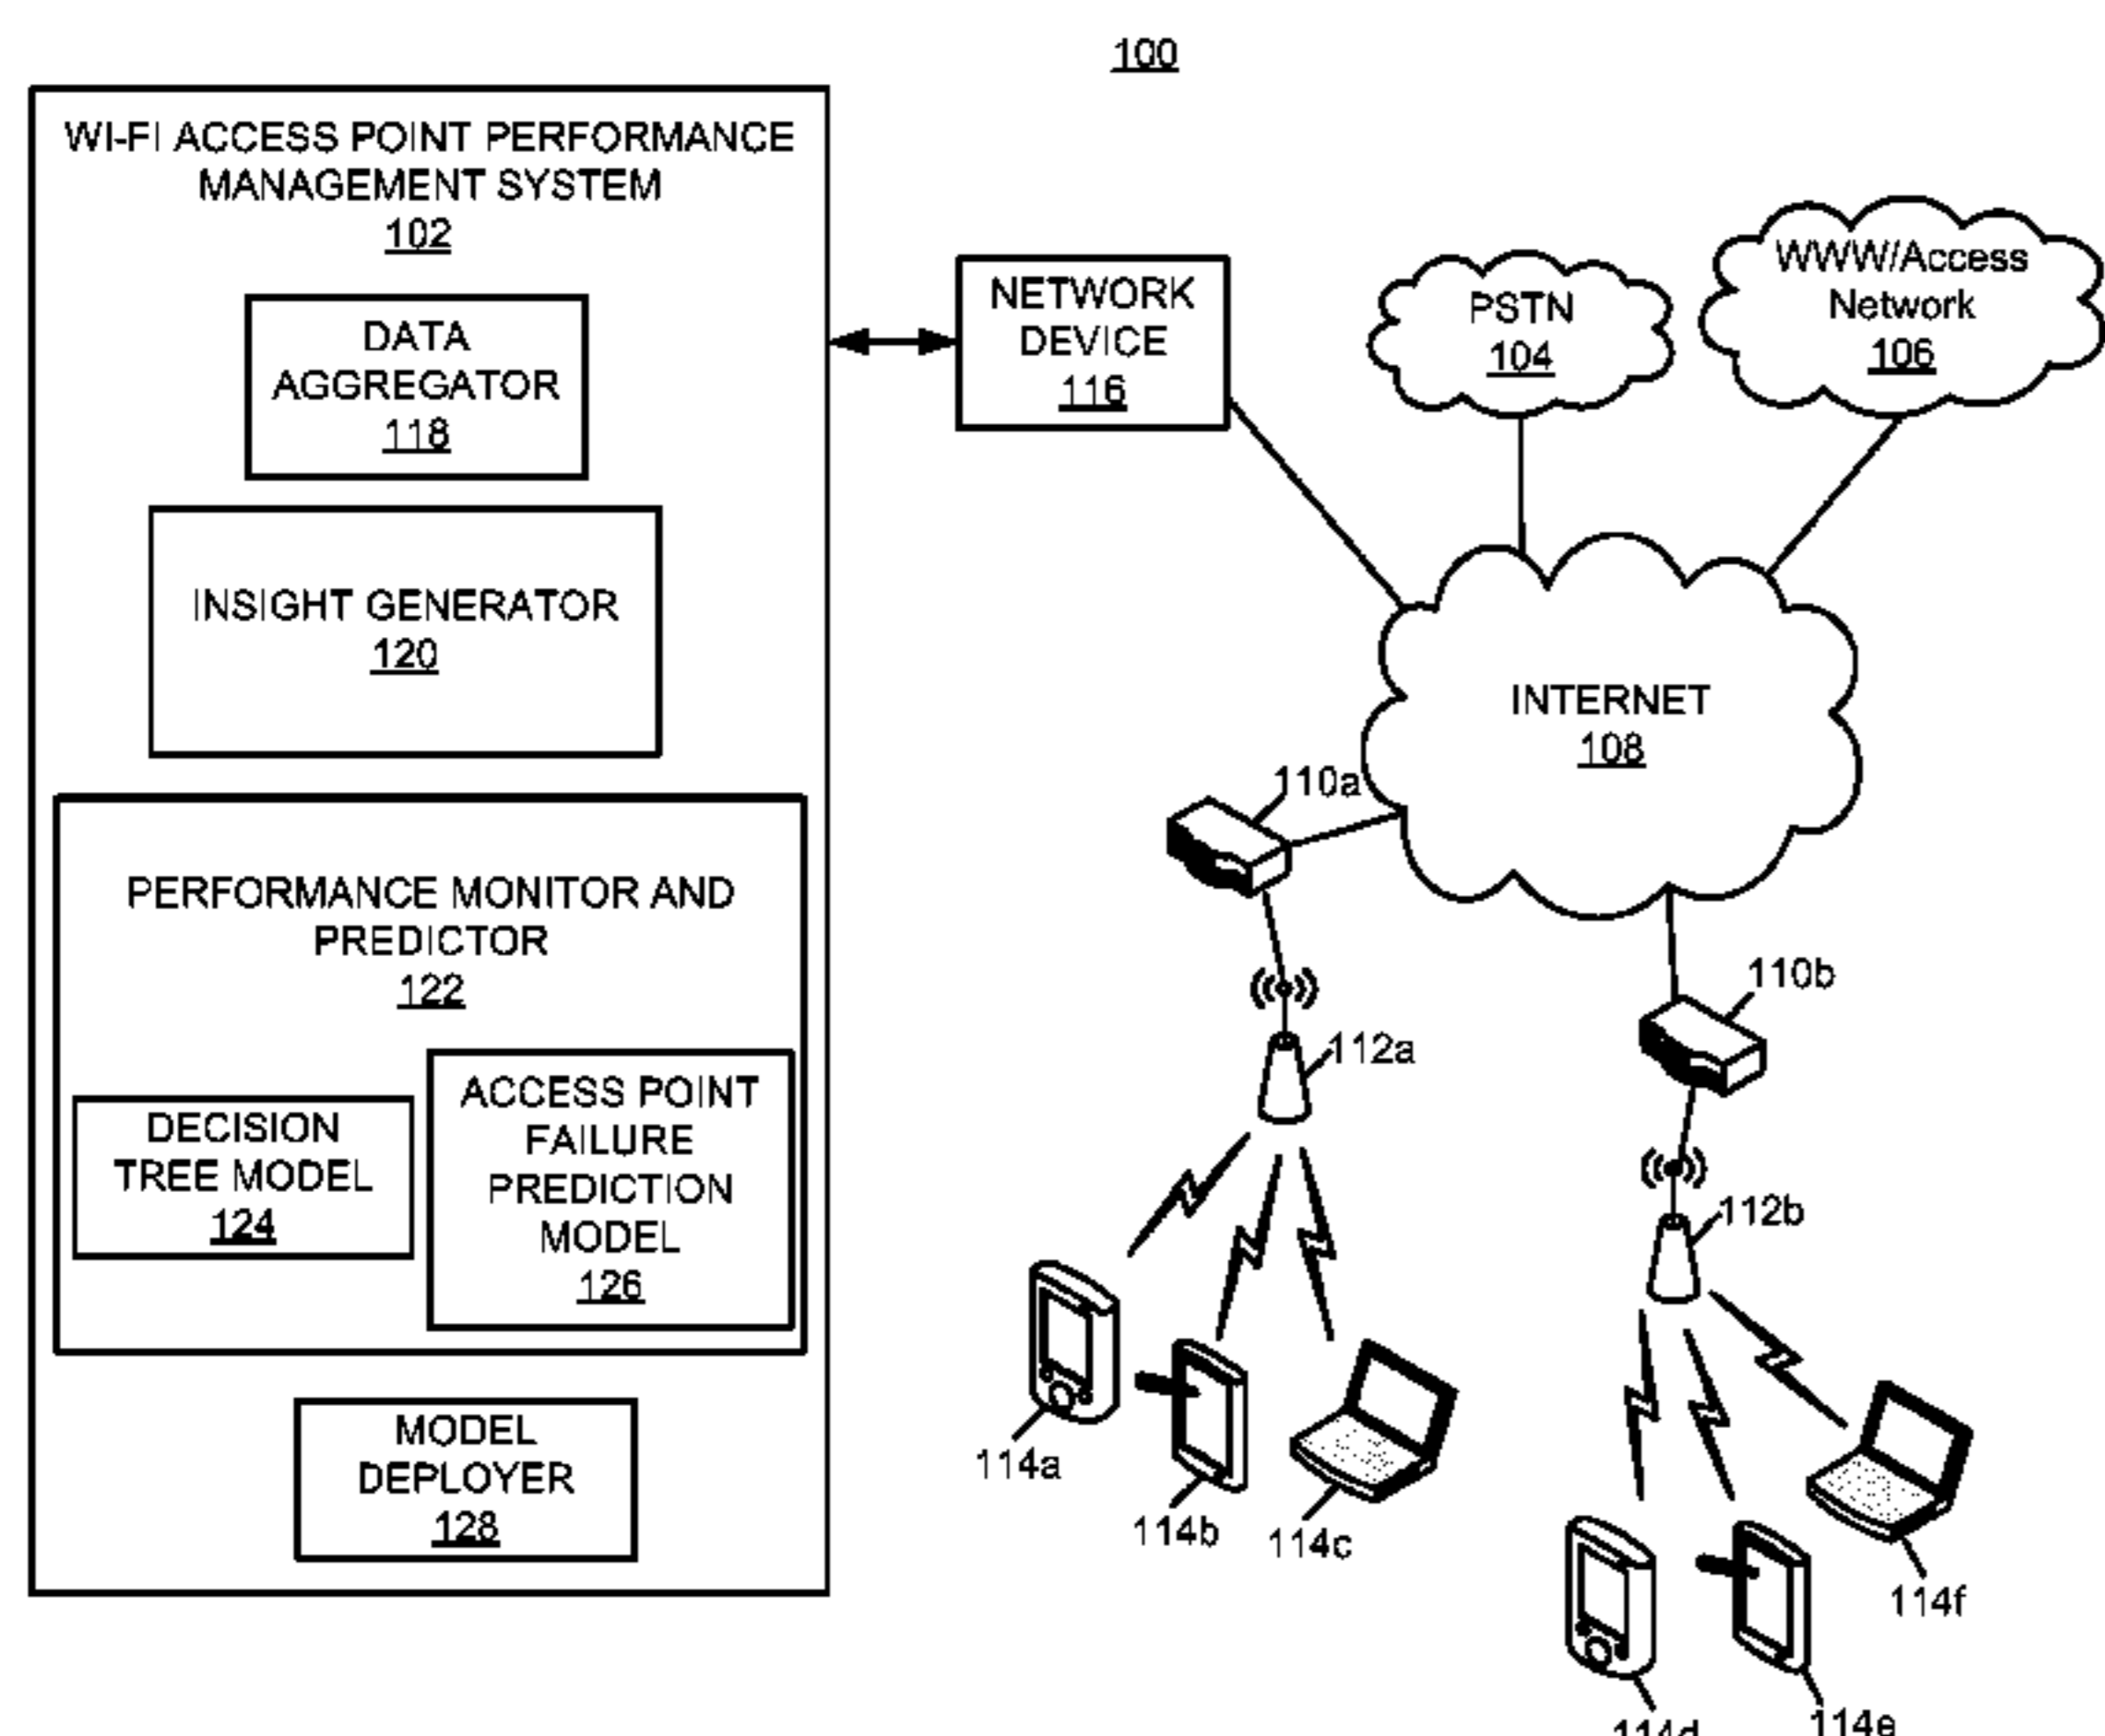 100
WI-FI ACCESS POINT PERFORMANCE
MANAGEMENT SYSTEM
102
DATA
AGGREGATOR
118
INSIGHT GENERATOR
120
PERFORMANCE MONITOR AND
PREDICTOR
122
DECISION
TREE MODEL
124
ACCESS POINT
FAILURE
PREDICTION
MODEL
126
MODEL
DEPLOYER
128
NETWORK
DEVICE
116
PSTN
104
WWW/Access
Network
106
INTERNET
108
110a
110b
112a
112b
114a
114b
114c
114d
114e
114f